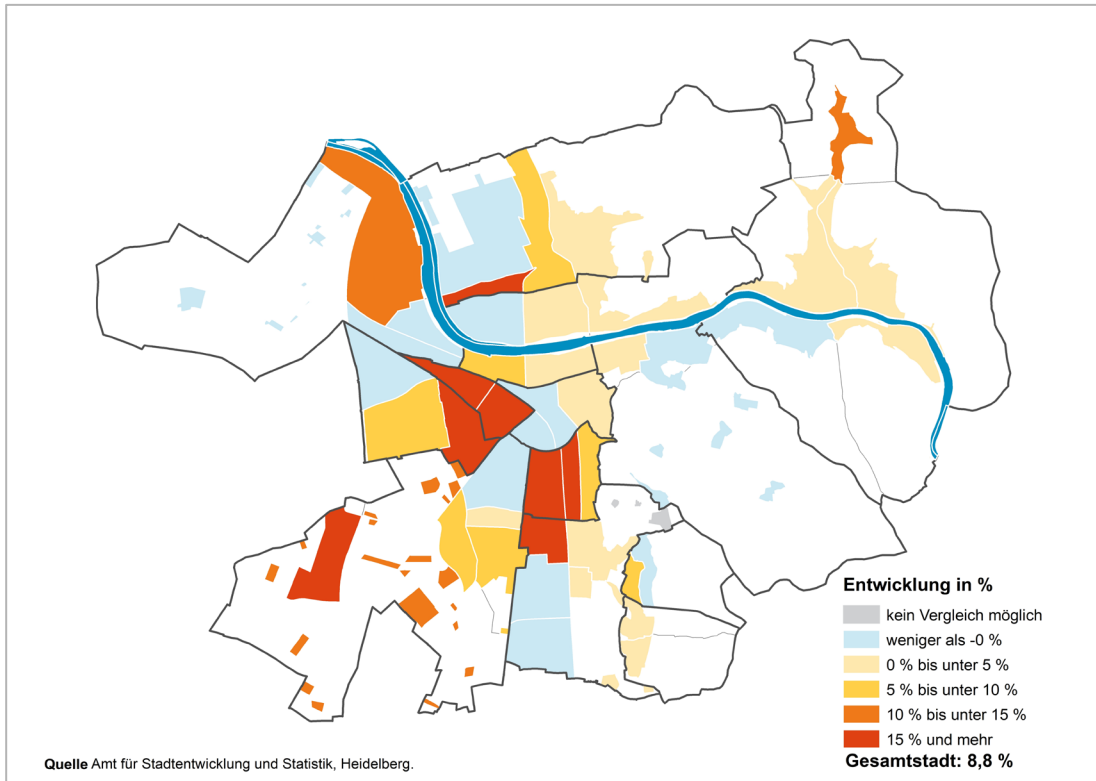 Entwicklung in %
kein Vergleich möglich
weniger als -0 %
0 % bis unter 5 %
5 % bis unter 10 %
10 % bis unter 15 %
15 % und mehr
Gesamtstadt: 8,8 %
Quelle Amt für Stadtentwicklung und Statistik, Heidelberg.